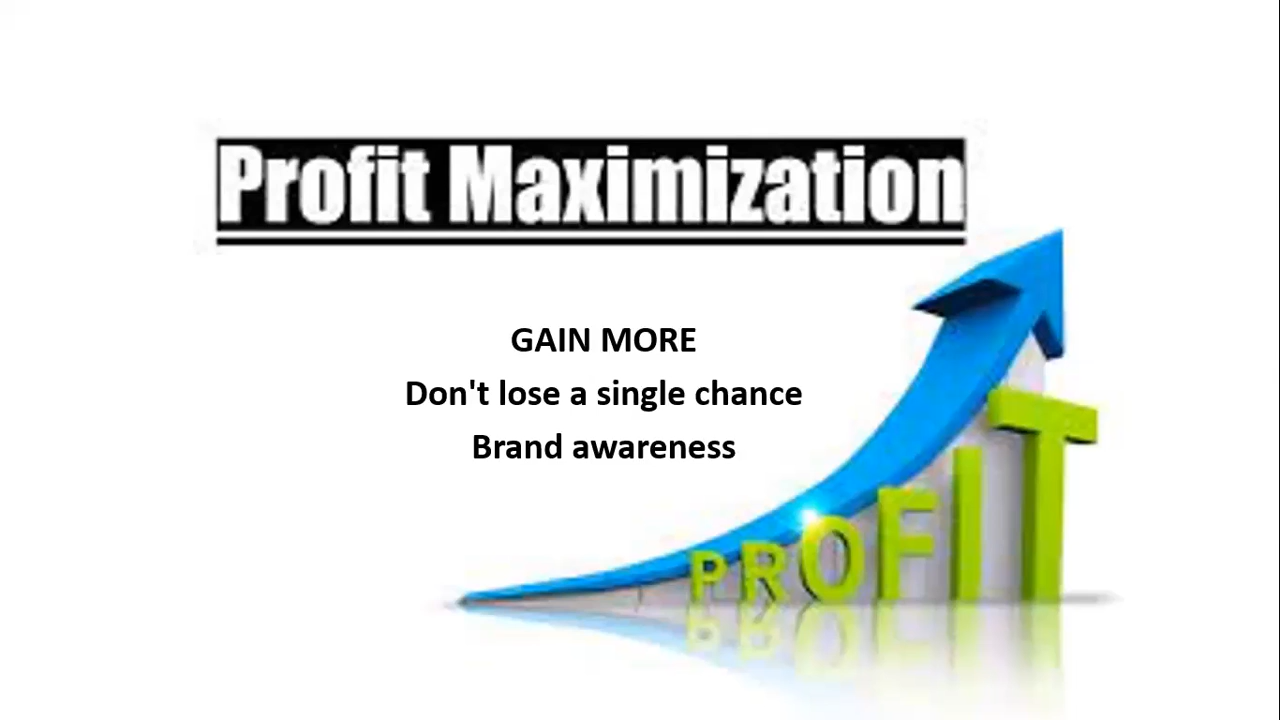 Profit Maximization
GAIN MORE
Don't lose a single chance
Brand awareness
PROFIT